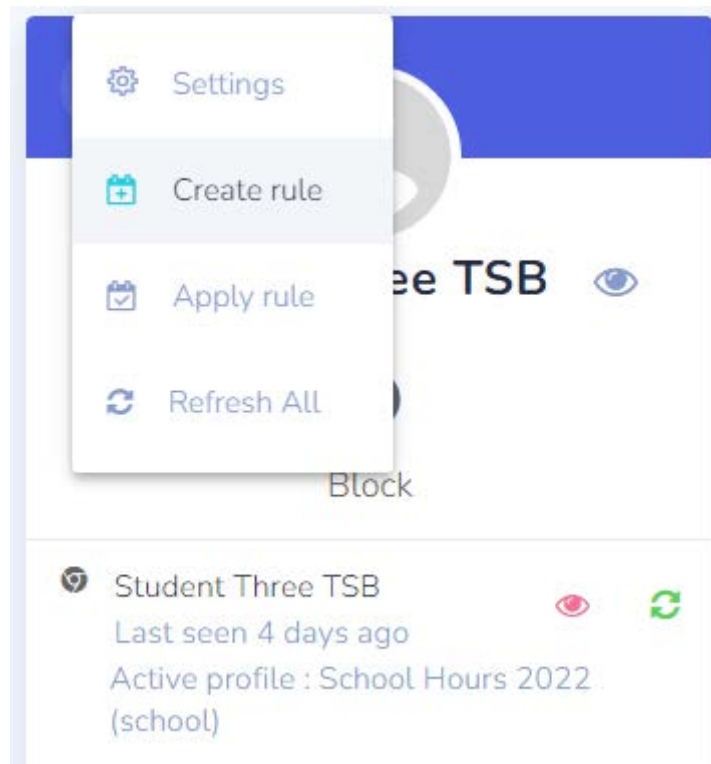 Settings
Create rule
Apply rule
Refresh All
ee TSB
Block
Student Three TSB
Last seen 4 days ago
Active profile : School Hours 2022
(school)